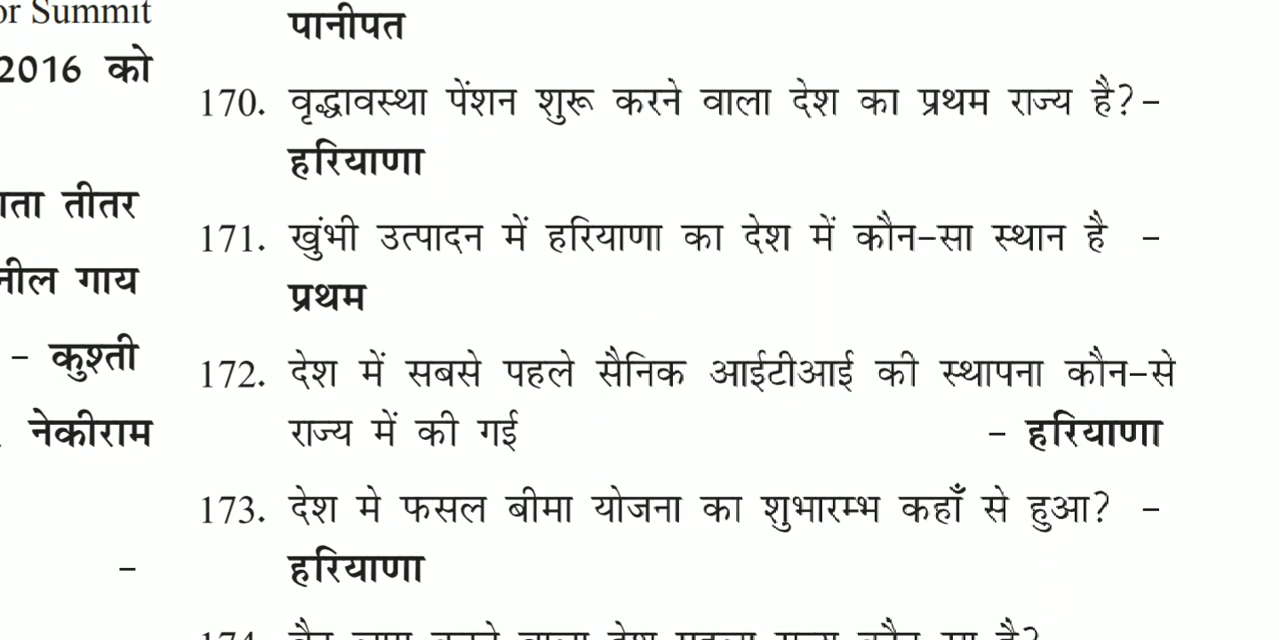 or Summit
2016 को
तीतर
नील गाय
- कुश्ती
नेकीराम
-
पानीपत
170. वृद्धावस्था पेंशन शुरू करने वाला देश का प्रथम राज्य है? -
हरियाणा
171. खुंभी उत्पादन में हरियाणा का देश में कौन-सा स्थान है -
प्रथम
172. देश में सबसे पहले सैनिक आईटीआई की स्थापना कौन-से
राज्य में की गई - हरियाणा
173. देश मे फसल बीमा योजना का शुभारम्भ कहाँ से हुआ? -
हरियाणा